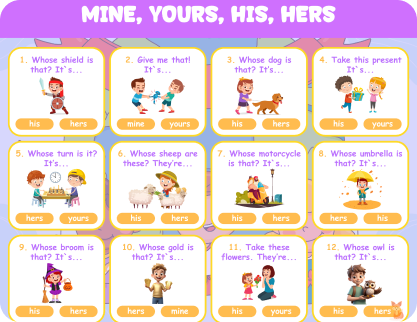 MINE, YOURS, HIS, HERS
1. Whose shield is
that? It`s...
his
hers
2. Give me that!
It`s...
mine
yours
3. Whose dog is
that? It's...
his
hers
4. Take this present
It`s...
his
yours
5. Whose turn is it?
It's...
hers
yours
6. Whose sheep are
these? They're...
his
hers
7. Whose motorcycle
is that? It`s...
his
hers
8. Whose umbrella is
that? It`s...
hers
his
9. Whose broom is
that? It`s...
his
hers
10. Whose gold is
that? It`s...
hers
mine
11. Take these
flowers. They're...
his
yours
12. Whose owl is
that? It`s...
his
hers